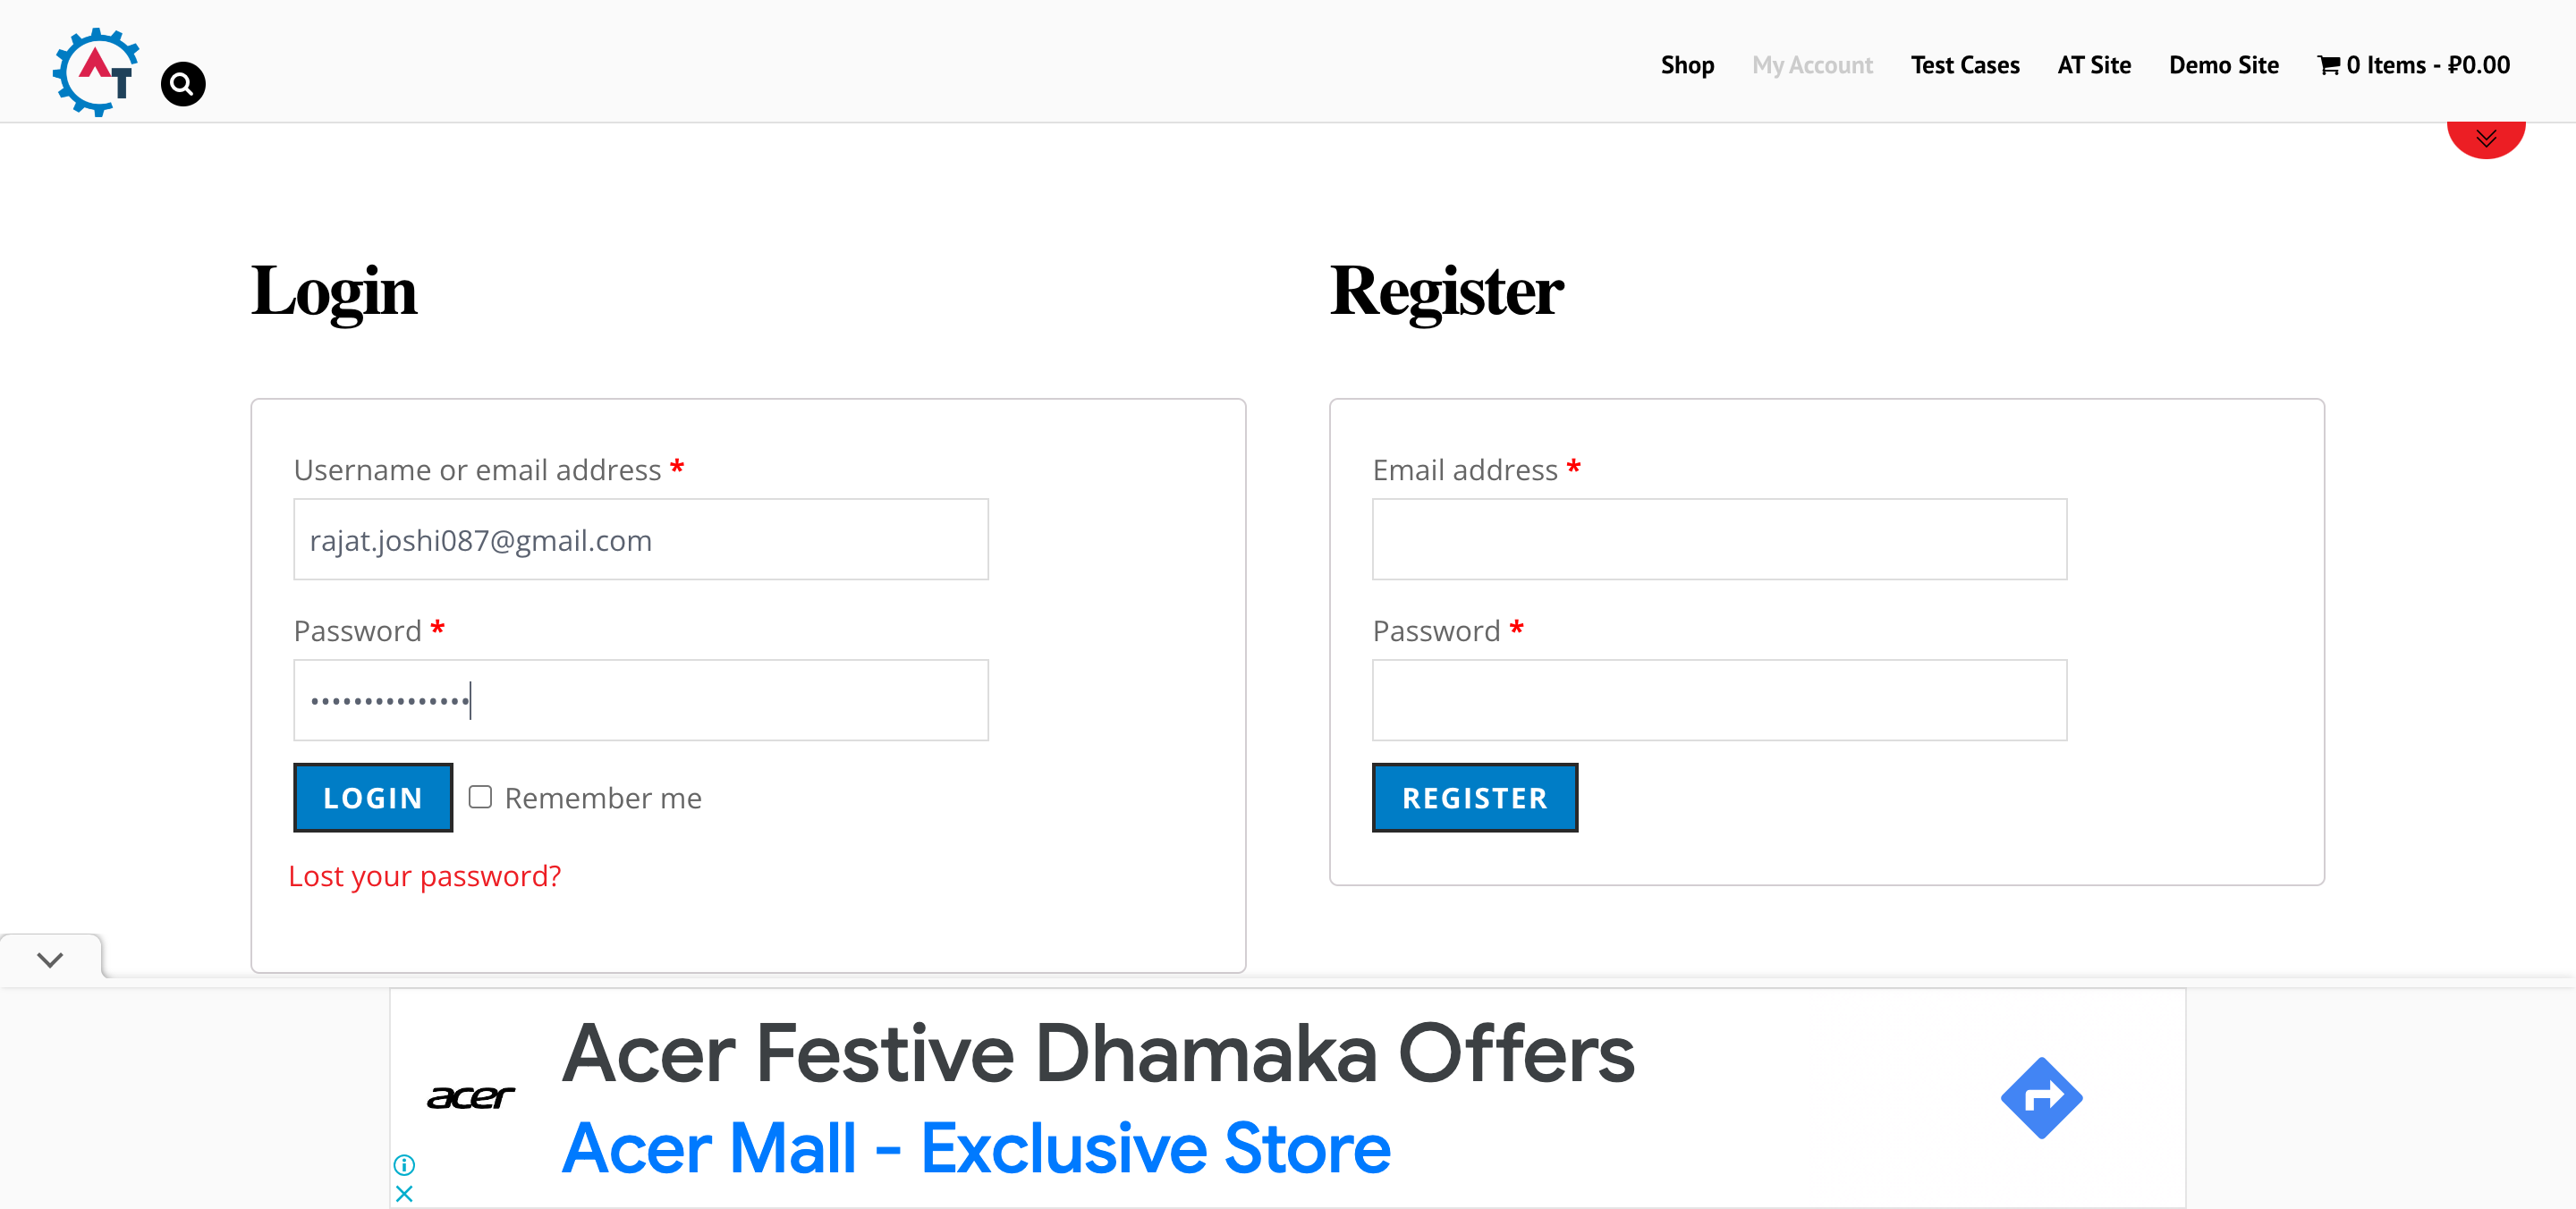 AT
Shop My Account Test Cases AT Site Demo Site 0 Items - ₽0.00
Login
Register
Username or email address *
rajat.joshi087@gmail.com
Password *
•••••••••••••••
LOGIN
Remember me
Lost your password?
Email address *
Password *
REGISTER
acer
Acer Festive Dhamaka Offers
Acer Mall - Exclusive Store